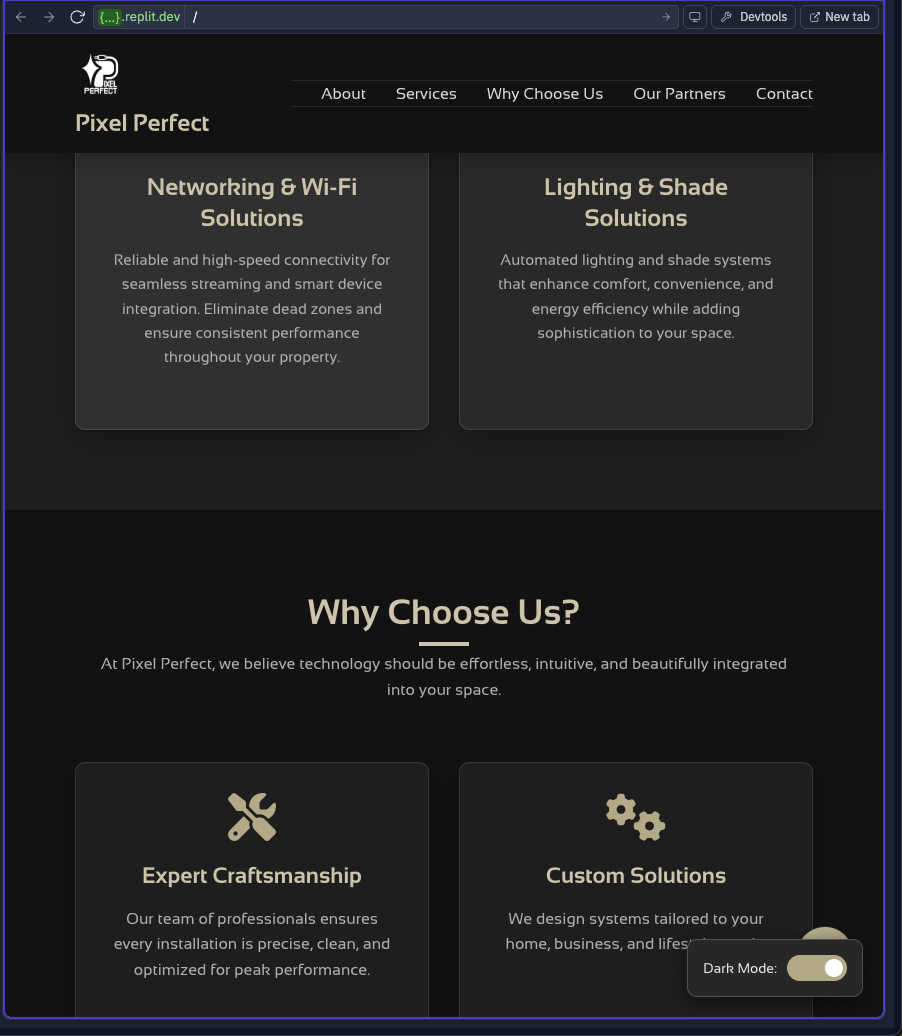 {...}.replit.dev /
Devtools
New tab
PIXEL
PERFECT
Pixel Perfect
About Services Why Choose Us Our Partners Contact
Networking & Wi-Fi
Solutions
Reliable and high-speed connectivity for
seamless streaming and smart device
integration. Eliminate dead zones and
ensure consistent performance
throughout your property.
Lighting & Shade
Solutions
Automated lighting and shade systems
that enhance comfort, convenience, and
energy efficiency while adding
sophistication to your space.
Why Choose Us?
At Pixel Perfect, we believe technology should be effortless, intuitive, and beautifully integrated
into your space.
Expert Craftsmanship
Our team of professionals ensures
every installation is precise, clean, and
optimized for peak performance.
Custom Solutions
We design systems tailored to your
home, business, and
Dark Mode: